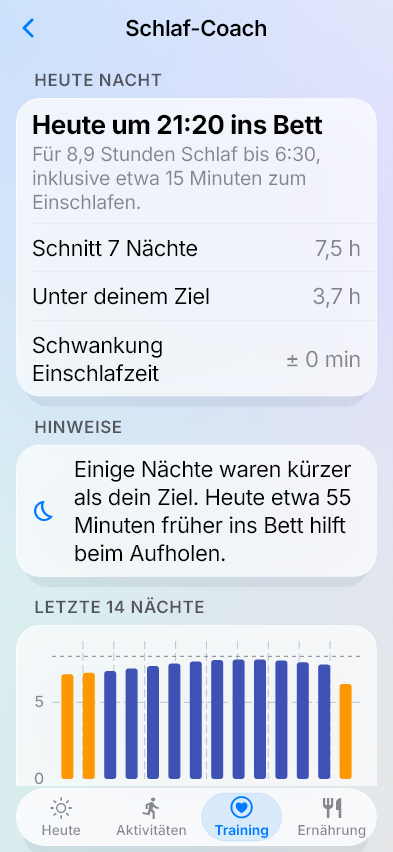 Schlaf-Coach
HEUTE NACHT
Heute um 21:20 ins Bett
Für 8,9 Stunden Schlaf bis 6:30,
inklusive etwa 15 Minuten zum
Einschlafen.
Schnitt 7 Nächte 7,5 h
Unter deinem Ziel 3,7 h
Schwankung
Einschlafzeit ± 0 min
HINWEISE
Einige Nächte waren kürzer
als dein Ziel. Heute etwa 55
Minuten früher ins Bett hilft
beim Aufholen.
LETZTE 14 NÄCHTE
5
0
Heute Aktivitäten Training Ernährung